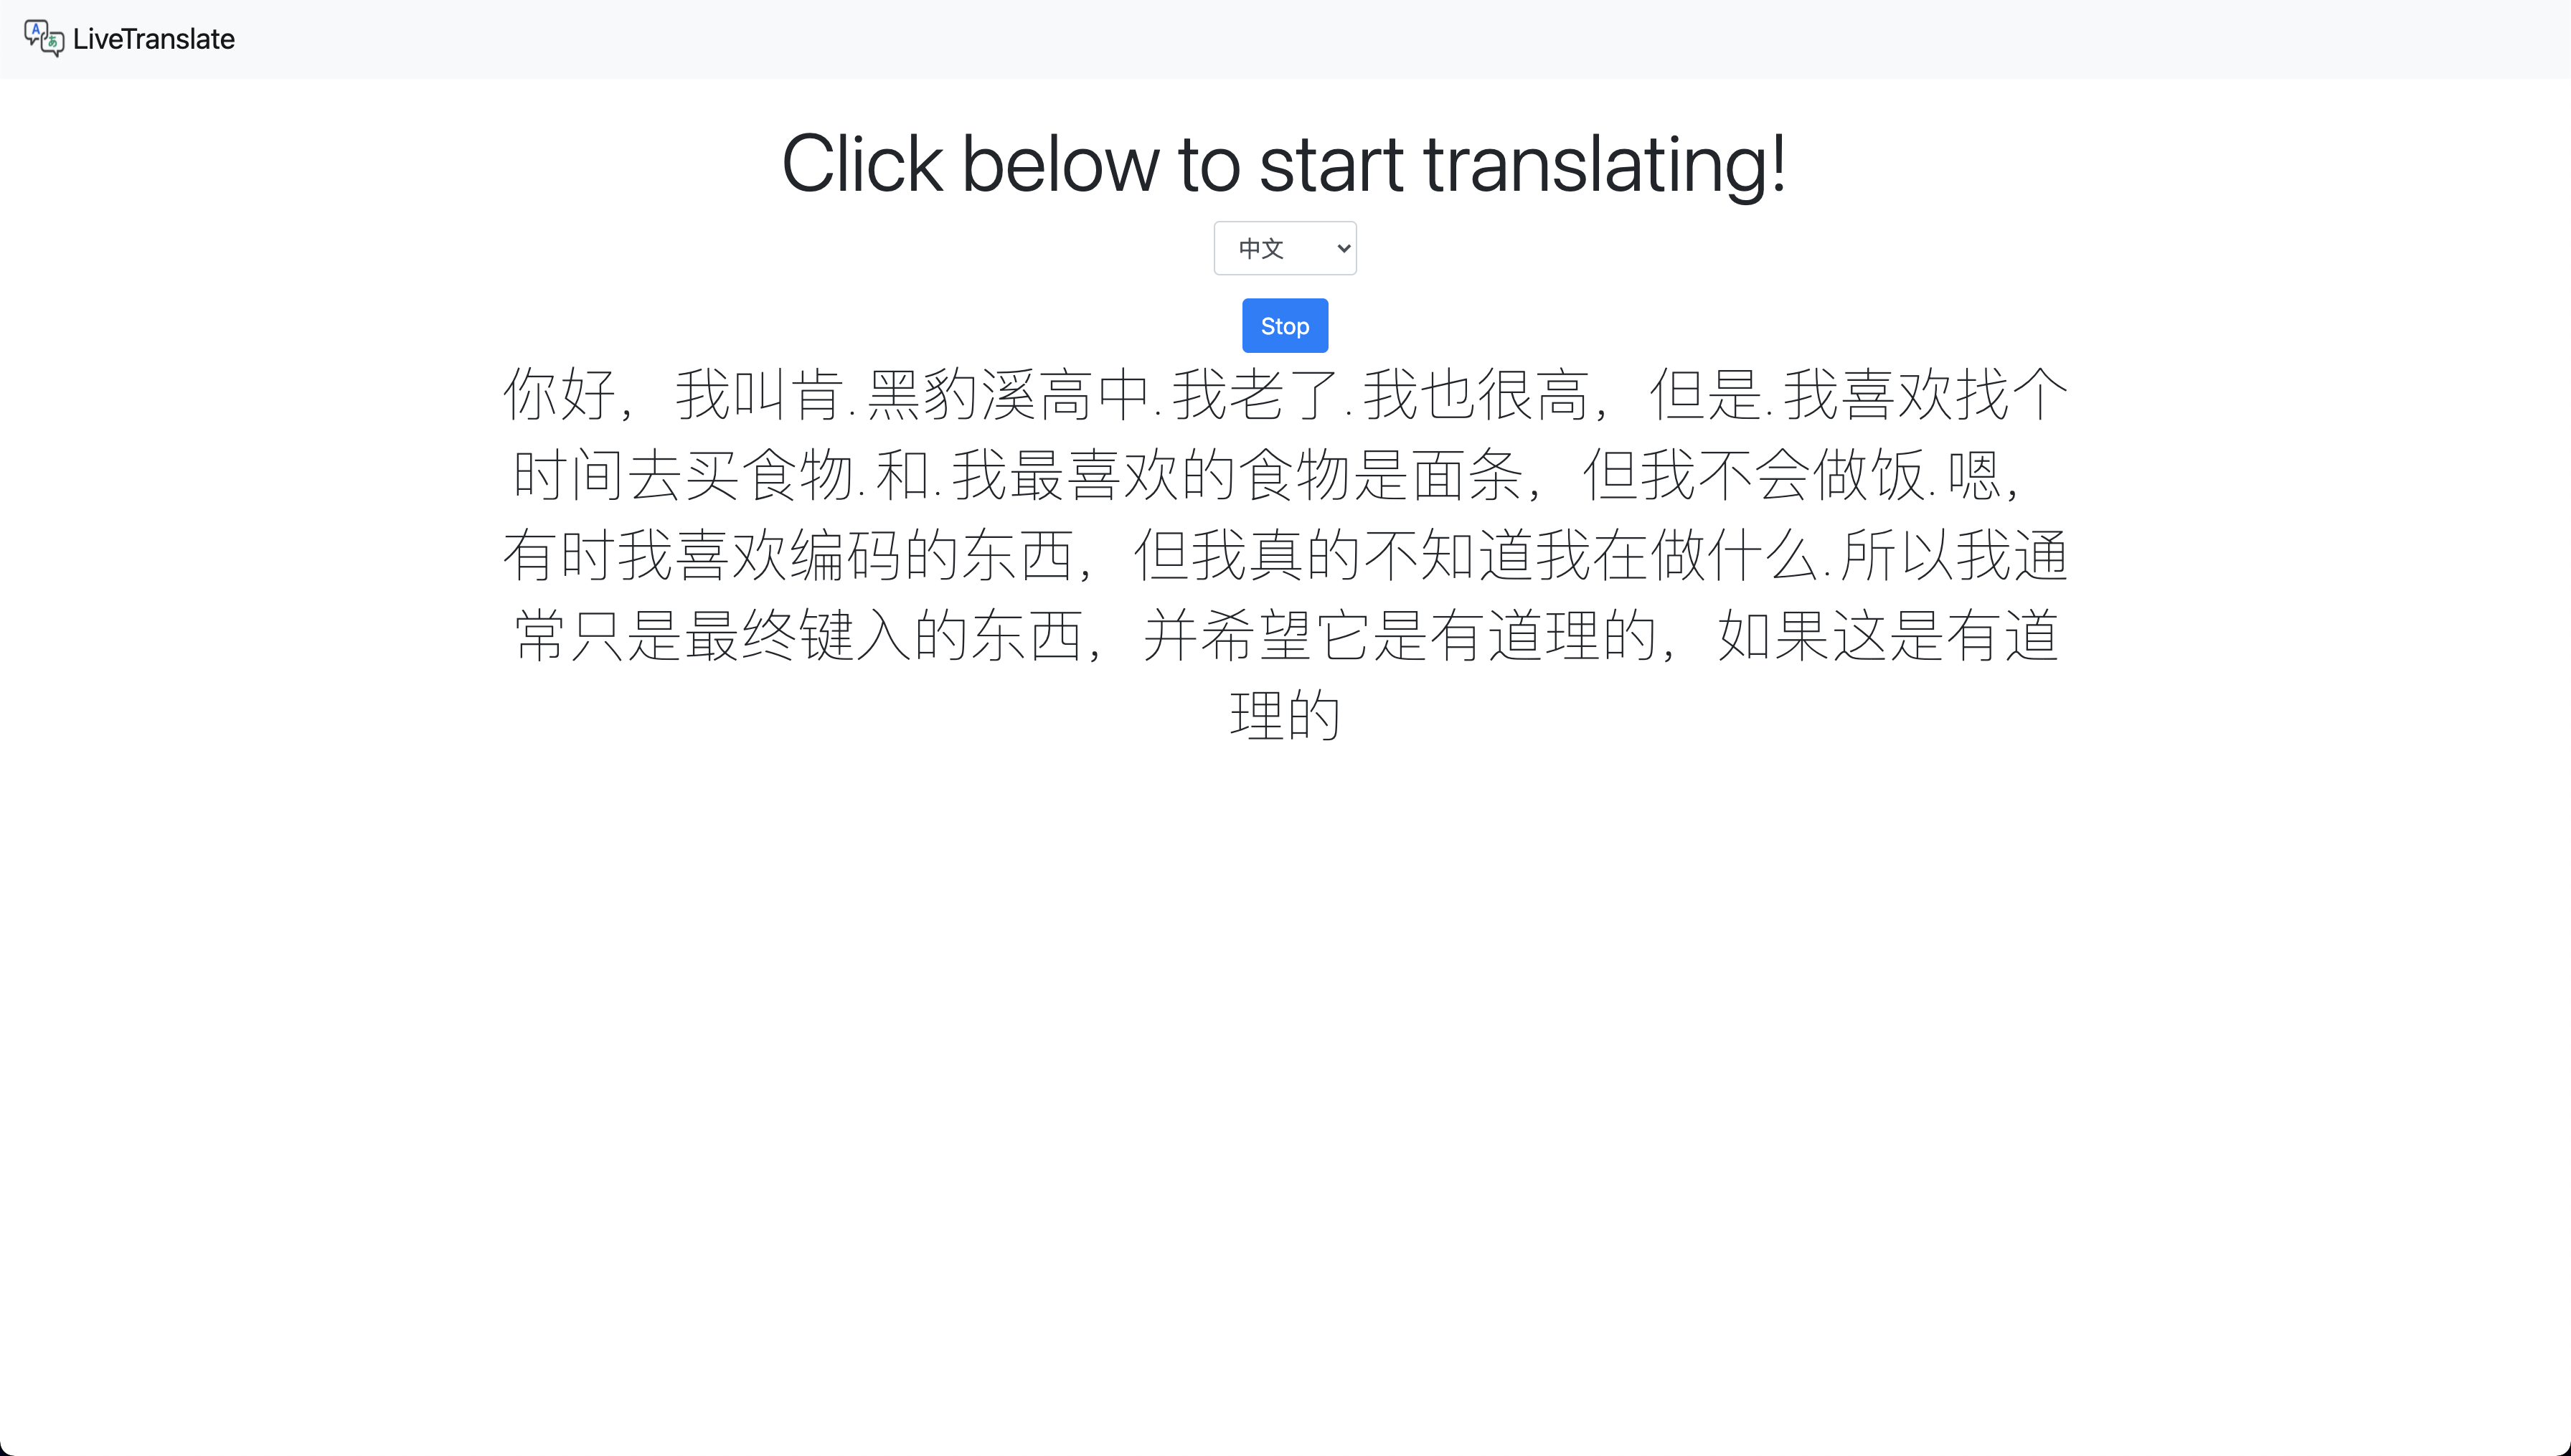 LiveTranslate
Click below to start translating!
中文
Stop
你好，我叫肯.黑豹溪高中.我老了.我也很高，但是.我喜欢找个
时间去买食物.和.我最喜欢的食物是面条，但我不会做饭.嗯，
有时我喜欢编码的东西，但我真的不知道我在做什么.所以我通
常只是最终键入的东西，并希望它是有道理的，如果这是有道
理的